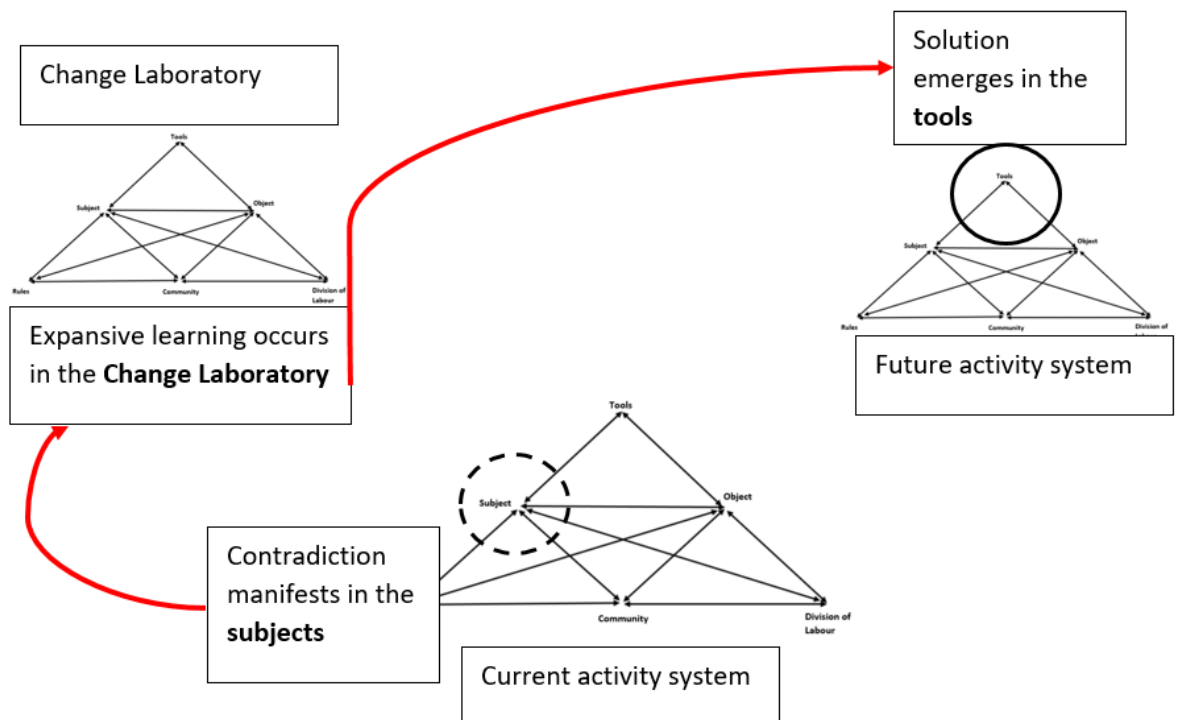 Change Laboratory
Tools
Subject
Object
Rules
Community
Division of
Labour
Expansive learning occurs
in the Change Laboratory
Solution
emerges in the
tools
Tools
Subject
Object
Rules
Community
Division of
Future activity system
Tools
Subject
Object
Community
Division of
Labour
Contradiction
manifests in the
subjects
Current activity system